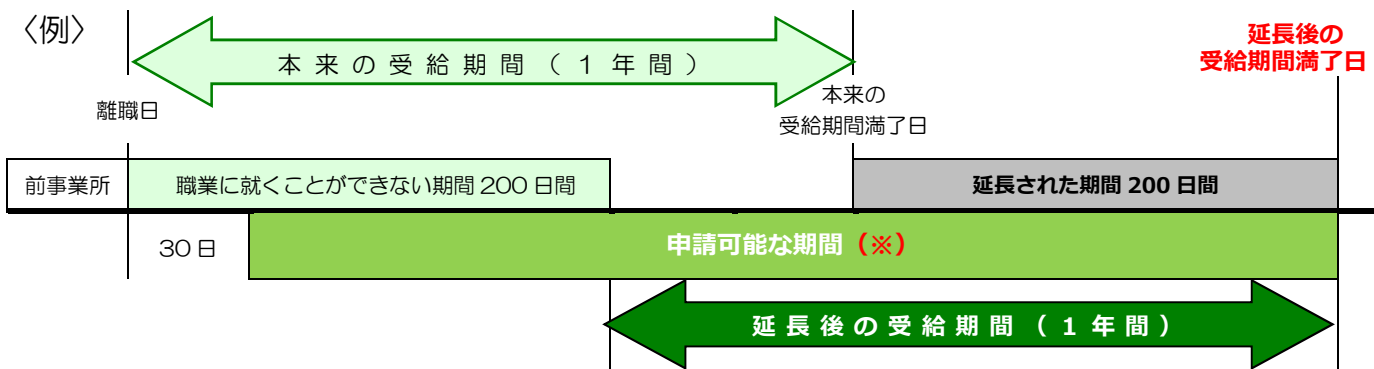 〈例〉
本来の受給期間（１年間）
延長後の
受給期間満了日
離職日
本来の
受給期間満了日
前事業所
職業に就くことができない期間 200 日間
延長された期間 200 日間
30 日
申請可能な期間（※）
延長後の受給期間（１年間）